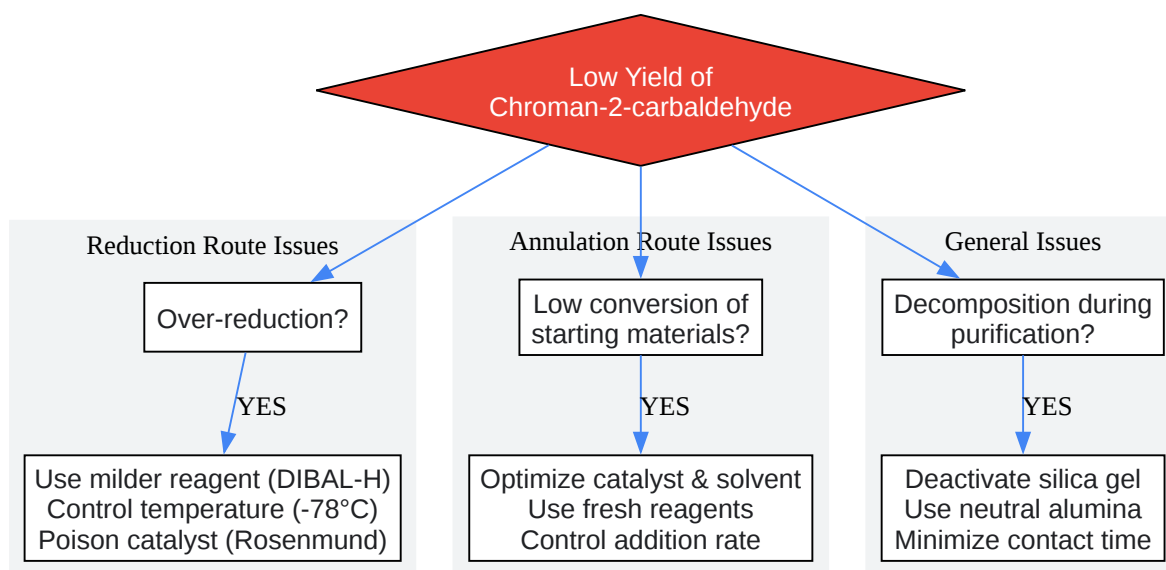 Low Yield of
Chroman-2-carbaldehyde
Reduction Route Issues
Over-reduction?
YES
Use milder reagent (DIBAL-H)
Control temperature (-78°C)
Poison catalyst (Rosenmund)
Annulation Route Issues
Low conversion of
starting materials?
YES
Optimize catalyst & solvent
Use fresh reagents
Control addition rate
General Issues
Decomposition during
purification?
YES
Deactivate silica gel
Use neutral alumina
Minimize contact time